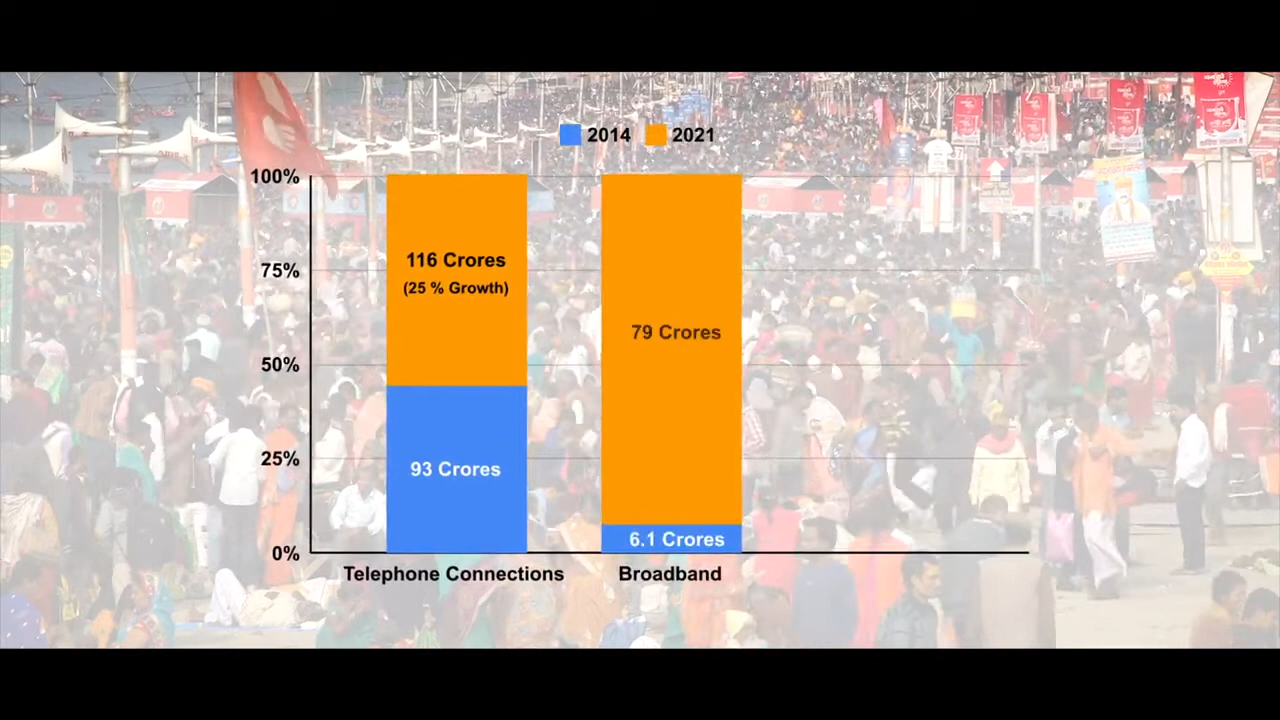 2014 2021
100%
75%
50%
25%
0%
116 Crores
(25 % Growth)
93 Crores
79 Crores
6.1 Crores
Telephone Connections Broadband